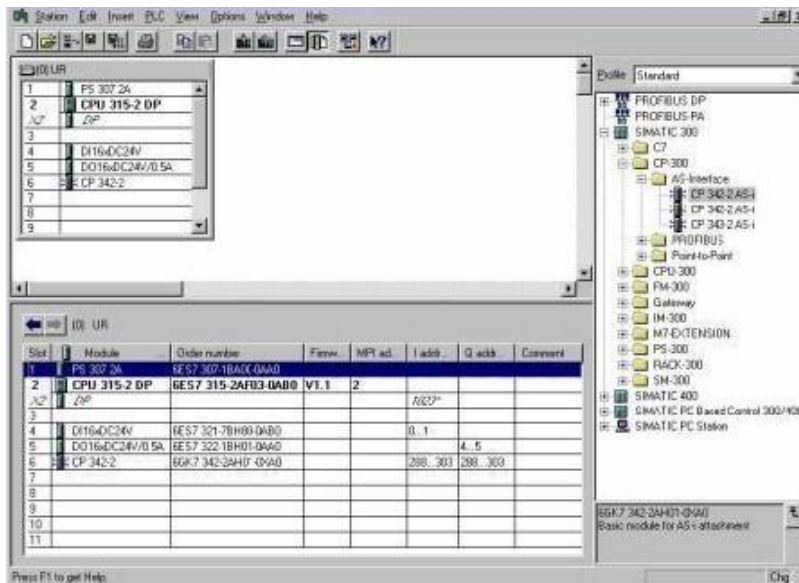 Station Edit Insert PLC View Options Window Help
(0) UR
1 PS 307 2A
2 CPU 315-2 DP
X2 DP
3
4 DI16xDC24V
5 DO16xDC24V/0.5A
6 CP 342-2
7
8
9
Profile Standard
PROFIBUS DP
PROFIBUS-PA
SIMATIC 300
C7
CP-300
AS-Interface
CP 342-2 AS-i
CP 342-2 AS-i
CP 343-2 AS-i
PROFIBUS
Point-to-Point
CPU-300
FM-300
Gateway
IM-300
M7-EXTENSION
PS-300
RACK-300
SM-300
SIMATIC 400
SIMATIC PC Based Control 300/400
SIMATIC PC Station
(0) UR
Slot Module Order number Firmw... MPI ad... I addr... Q addr... Comment
1 PS 307 2A 6ES7 307-1BA00-0AA0
2 CPU 315-2 DP 6ES7 315-2AF03-0AB0 V1.1 2
X2 DP 1023*
3
4 DI16xDC24V 6ES7 321-7BH00-0AB0 0...1
5 DO16xDC24V/0.5A 6ES7 322-1BH01-0AA0 4...5
6 CP 342-2 6GK7 342-2AH01-0XA0 288...303 288...303
7
8
9
10
11
6GK7 342-2AH01-0XA0
Basic module for AS-i attachment
Press F1 to get Help.
Chg